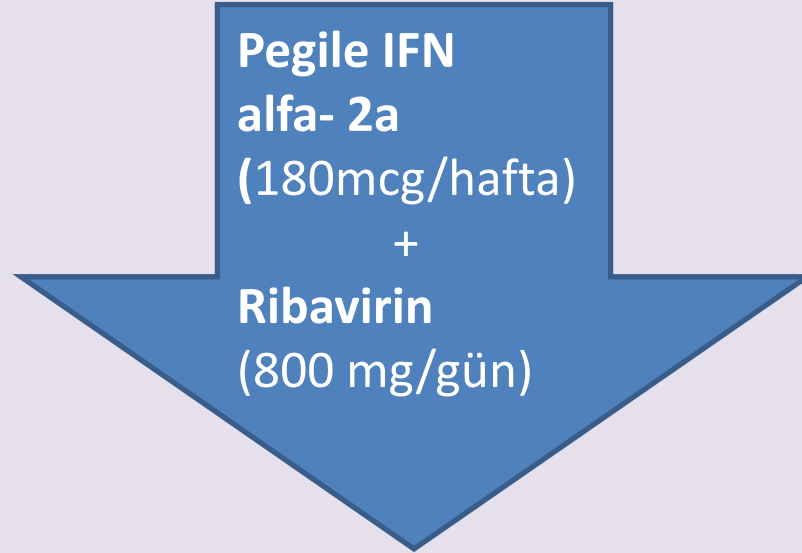 Pegile IFN
alfa- 2a
(180mcg/hafta)
+
Ribavirin
(800 mg/gün)